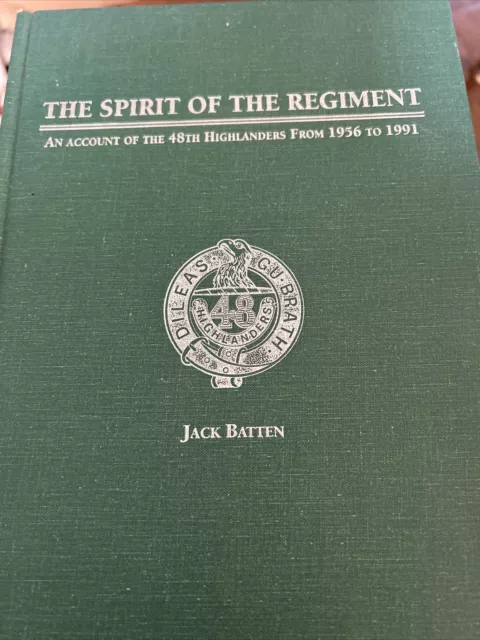 THE SPIRIT OF THE REGIMENT
AN ACCOUNT OF THE 48TH HIGHLANDERS FROM 1956 TO 1991
DILEAS · GU · BRATH
48
HIGHLANDERS
JACK BATTEN